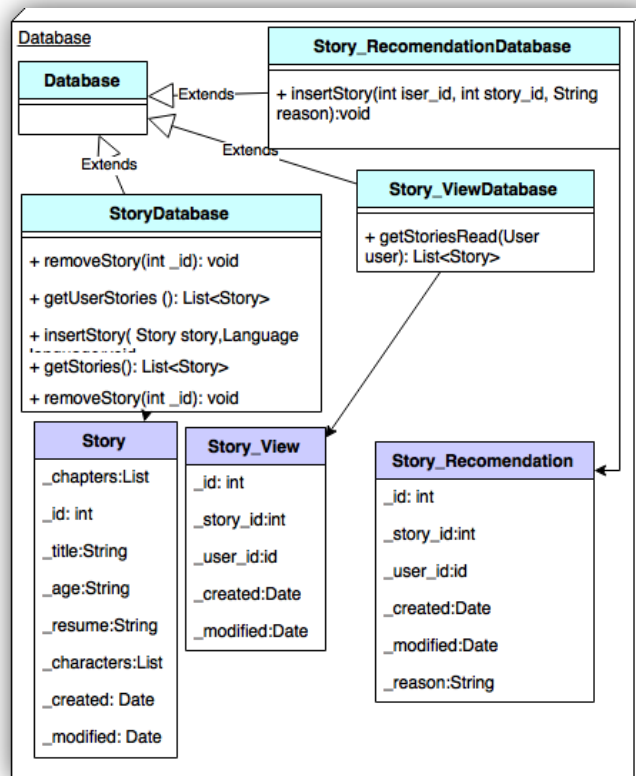 Database
Story_RecomendationDatabase
+ insertStory(int iser_id, int story_id, String
reason):void
Database
Extends
Extends
Extends
Story_ViewDatabase
+ getStoriesRead(User
user): List<Story>
StoryDatabase
+ removeStory(int _id): void
+ getUserStories (): List<Story>
+ insertStory( Story story,Language
+ getStories(): List<Story>
+ removeStory(int _id): void
Story
_chapters:List
_id: int
_title:String
_age:String
_resume:String
_characters:List
_created: Date
_modified: Date
Story_View
_id: int
_story_id:int
_user_id:id
_created:Date
_modified:Date
Story_Recomendation
_id: int
_story_id:int
_user_id:id
_created:Date
_modified:Date
_reason:String